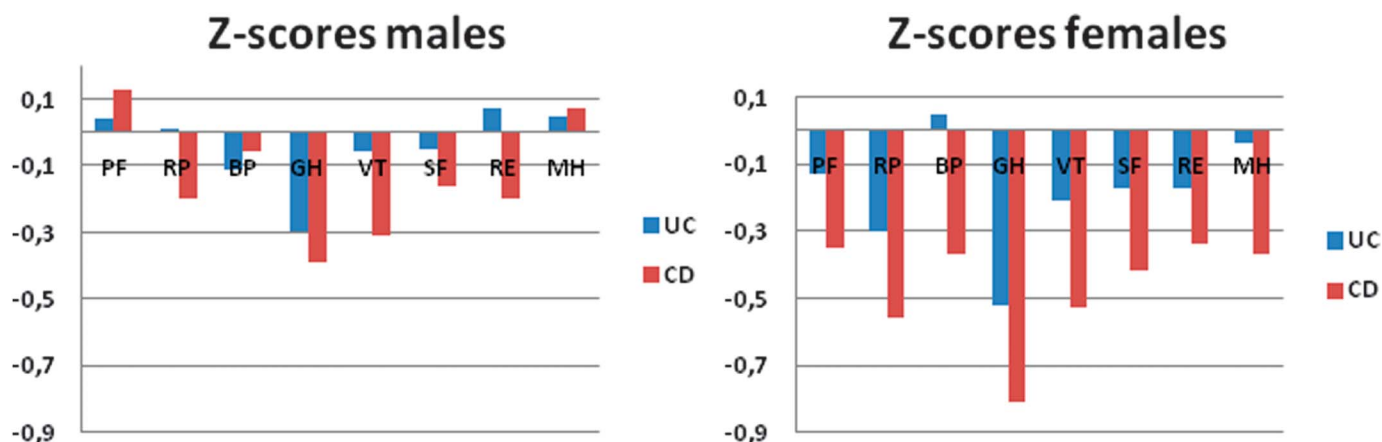 Z-scores males
0,1
-0,1
-0,3
-0,5
-0,7
-0,9
PF RP BP GH VT SF RE MH
UC
CD
Z-scores females
0,1
-0,1
-0,3
-0,5
-0,7
-0,9
PF RP BP GH VT SF RE MH
UC
CD